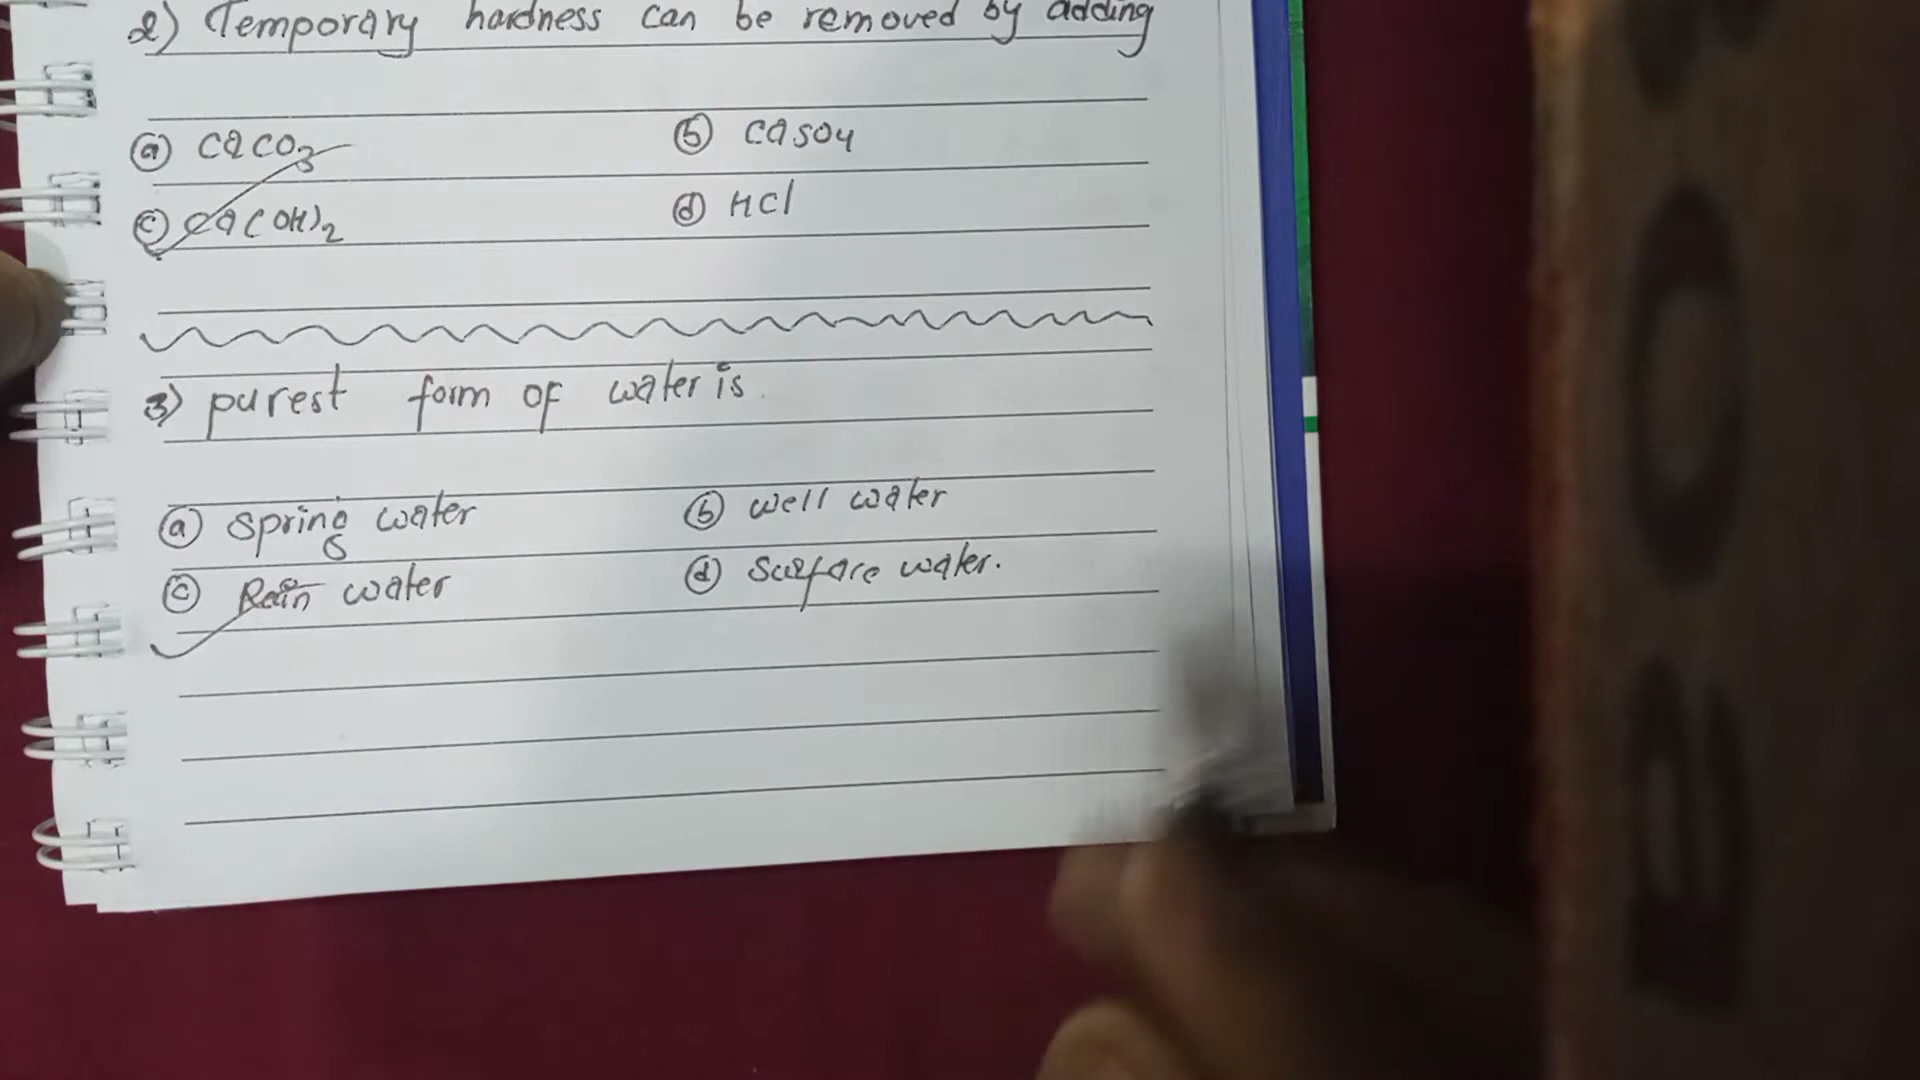 2) Temporary hardness can be removed by adding
ⓐ CaCO3 ⓑ CaSO4
ⓒ Ca(OH)2 ⓓ HCl
3) purest form of water is.
ⓐ Spring water ⓑ well water
ⓒ Rain water ⓓ Surface water.